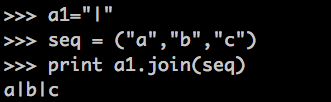 >>> a1="|"
>>> seq = ("a","b","c")
>>> print a1.join(seq)
a|b|c